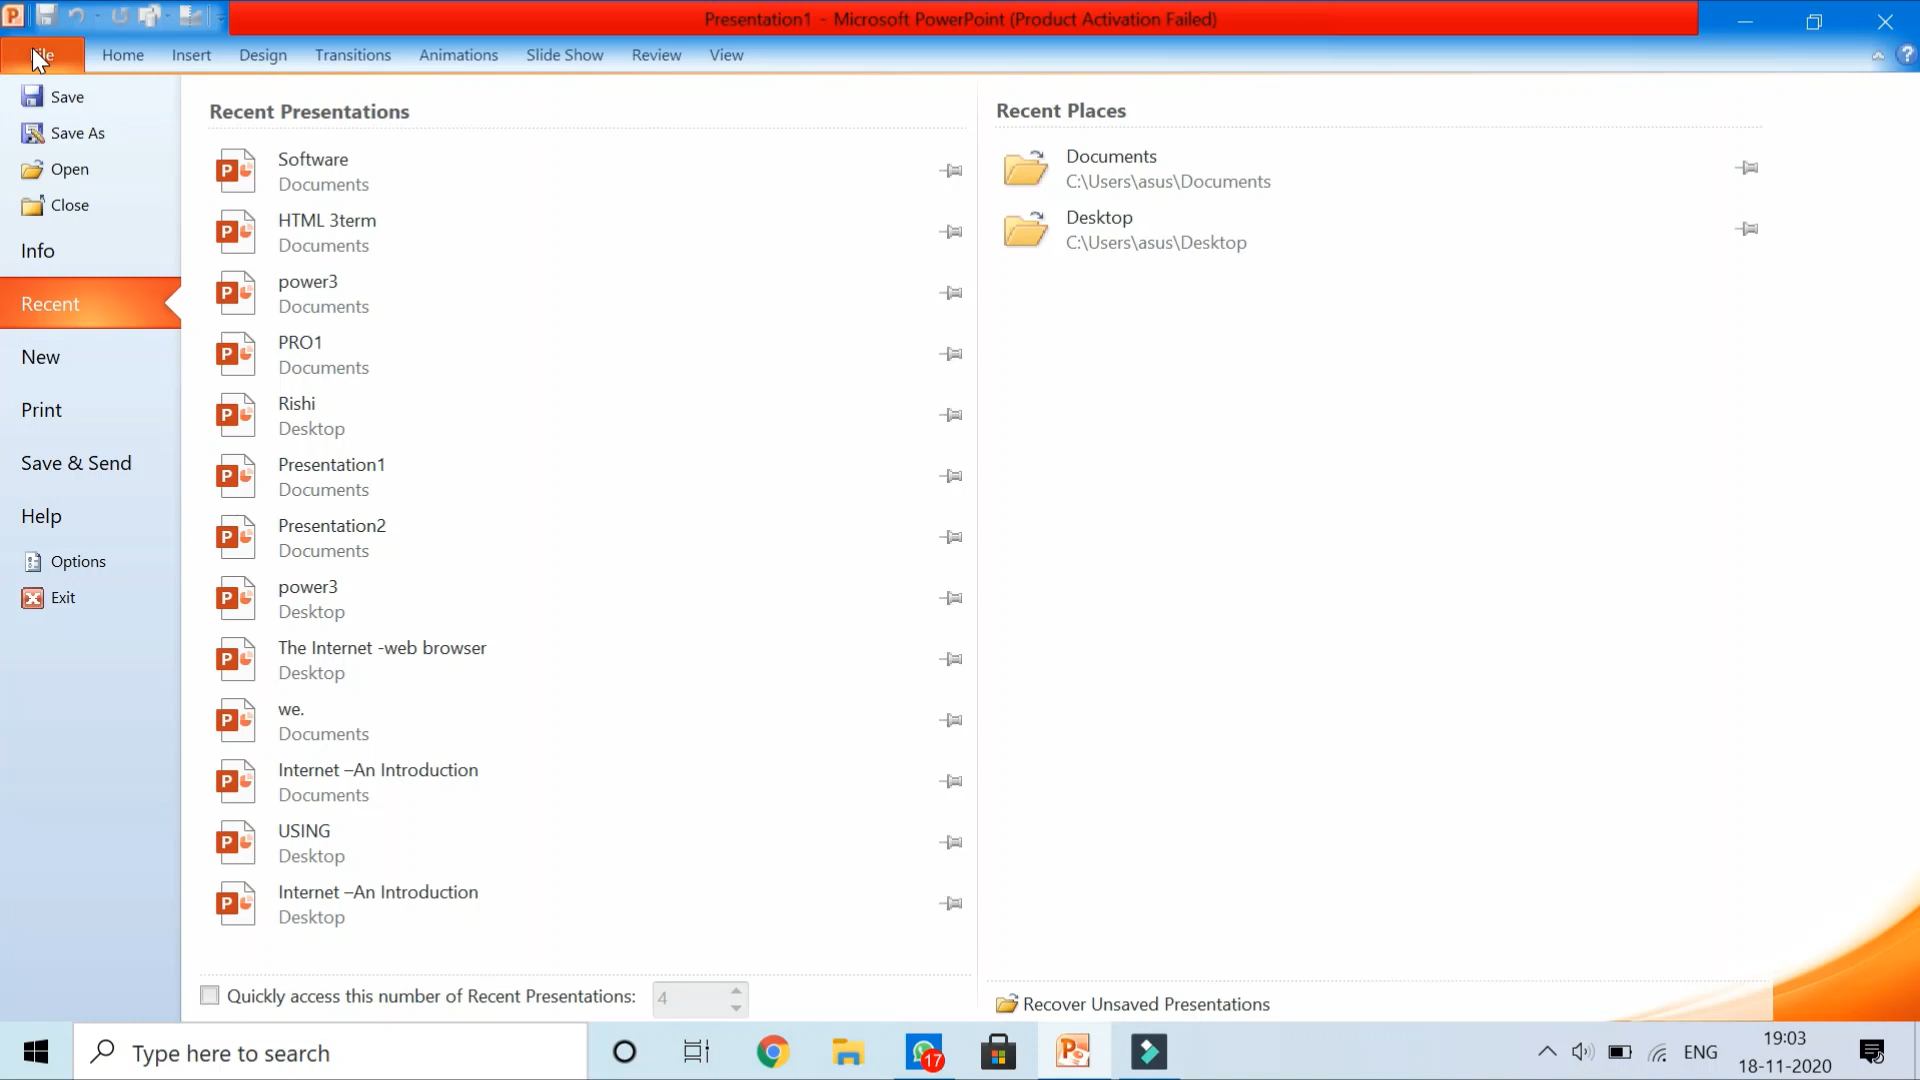 Presentation1 - Microsoft PowerPoint (Product Activation Failed)
Home Insert Design Transitions Animations Slide Show Review View
Save
Save As
Open
Close
Info
Recent
New
Print
Save & Send
Help
Options
Exit
Recent Presentations
Software
Documents
HTML 3term
Documents
power3
Documents
PRO1
Documents
Rishi
Desktop
Presentation1
Documents
Presentation2
Documents
power3
Desktop
The Internet -web browser
Desktop
we.
Documents
Internet –An Introduction
Documents
USING
Desktop
Internet –An Introduction
Desktop
Quickly access this number of Recent Presentations: 4
Recent Places
Documents
C:\Users\asus\Documents
Desktop
C:\Users\asus\Desktop
Recover Unsaved Presentations
Type here to search
17
ENG
19:03
18-11-2020